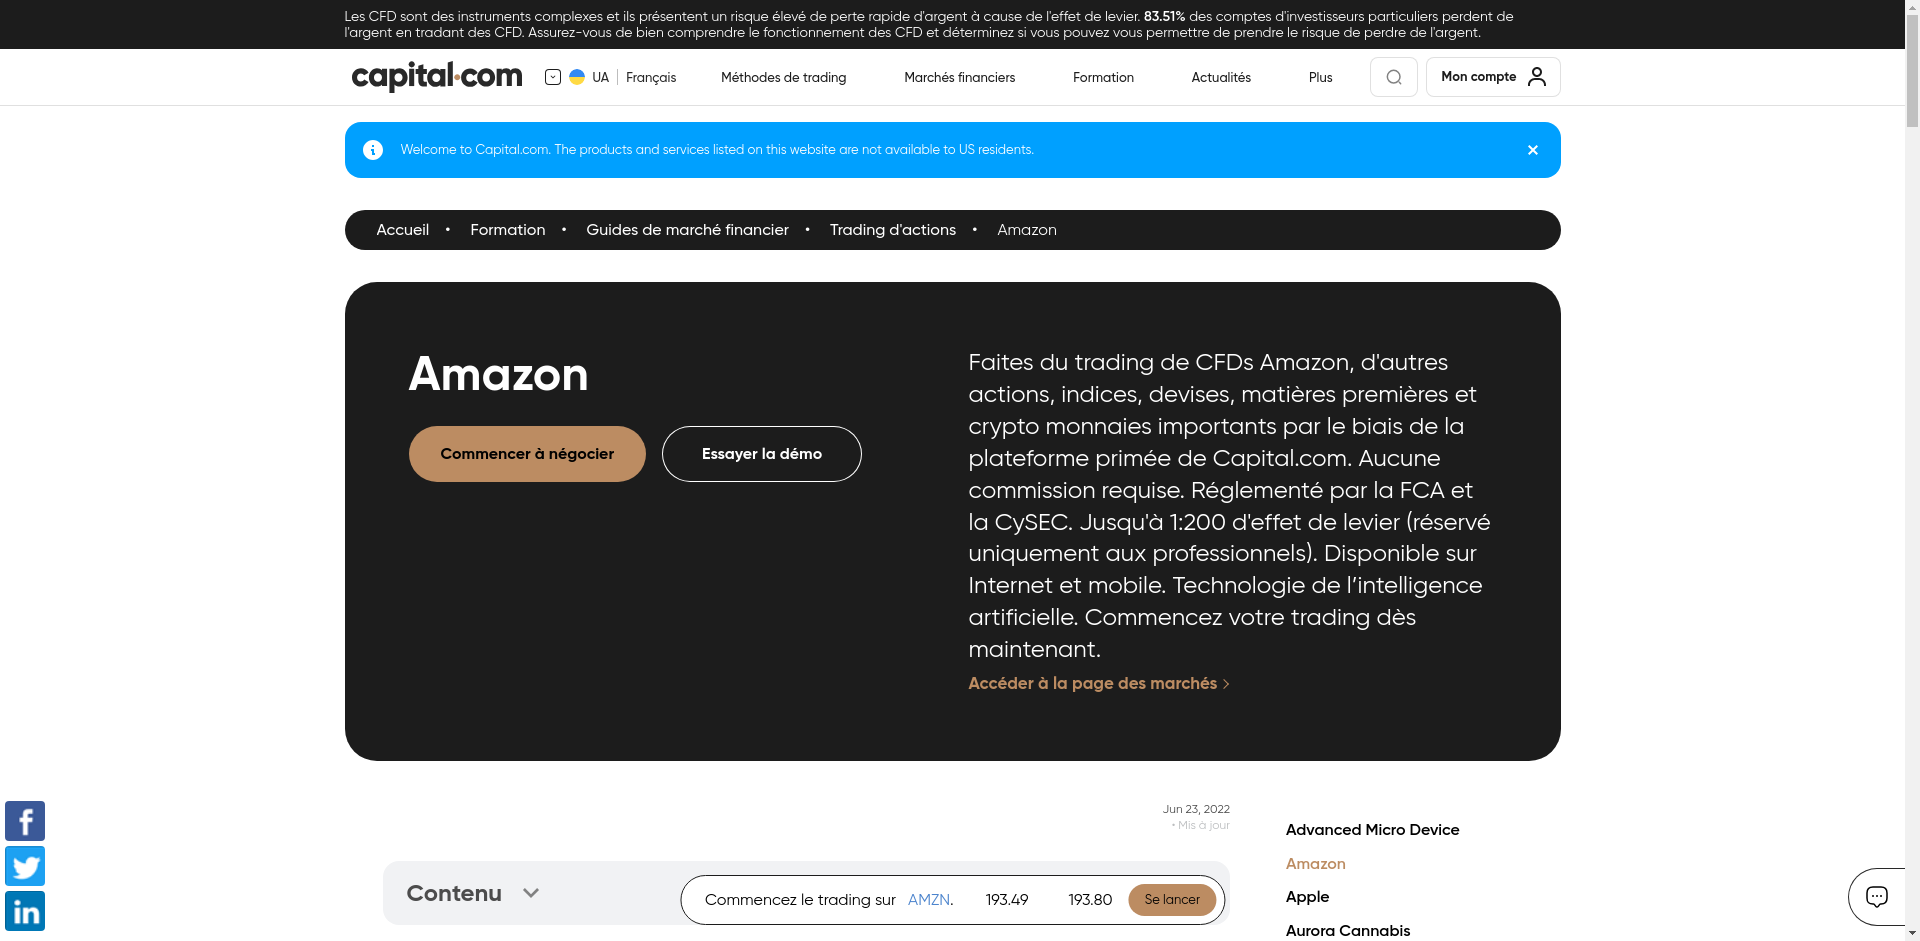 Les CFD sont des instruments complexes et ils présentent un risque élevé de perte rapide d'argent à cause de l'effet de levier. 83.51% des comptes d'investisseurs particuliers perdent de
l'argent en tradant des CFD. Assurez-vous de bien comprendre le fonctionnement des CFD et déterminez si vous pouvez vous permettre de prendre le risque de perdre de l'argent.
capital.com
UA
Français
Méthodes de trading
Marchés financiers
Formation
Actualités
Plus
Mon compte
Welcome to Capital.com. The products and services listed on this website are not available to US residents.
Accueil • Formation • Guides de marché financier • Trading d'actions • Amazon
Amazon
Commencer à négocier
Essayer la démo
Faites du trading de CFDs Amazon, d'autres
actions, indices, devises, matières premières et
crypto monnaies importants par le biais de la
plateforme primée de Capital.com. Aucune
commission requise. Réglementé par la FCA et
la CySEC. Jusqu'à 1:200 d'effet de levier (réservé
uniquement aux professionnels). Disponible sur
Internet et mobile. Technologie de l’intelligence
artificielle. Commencez votre trading dès
maintenant.
Accéder à la page des marchés
Jun 23, 2022
• Mis à jour
Contenu
Commencez le trading sur AMZN. 193.49 193.80 Se lancer
Advanced Micro Device
Amazon
Apple
Aurora Cannabis